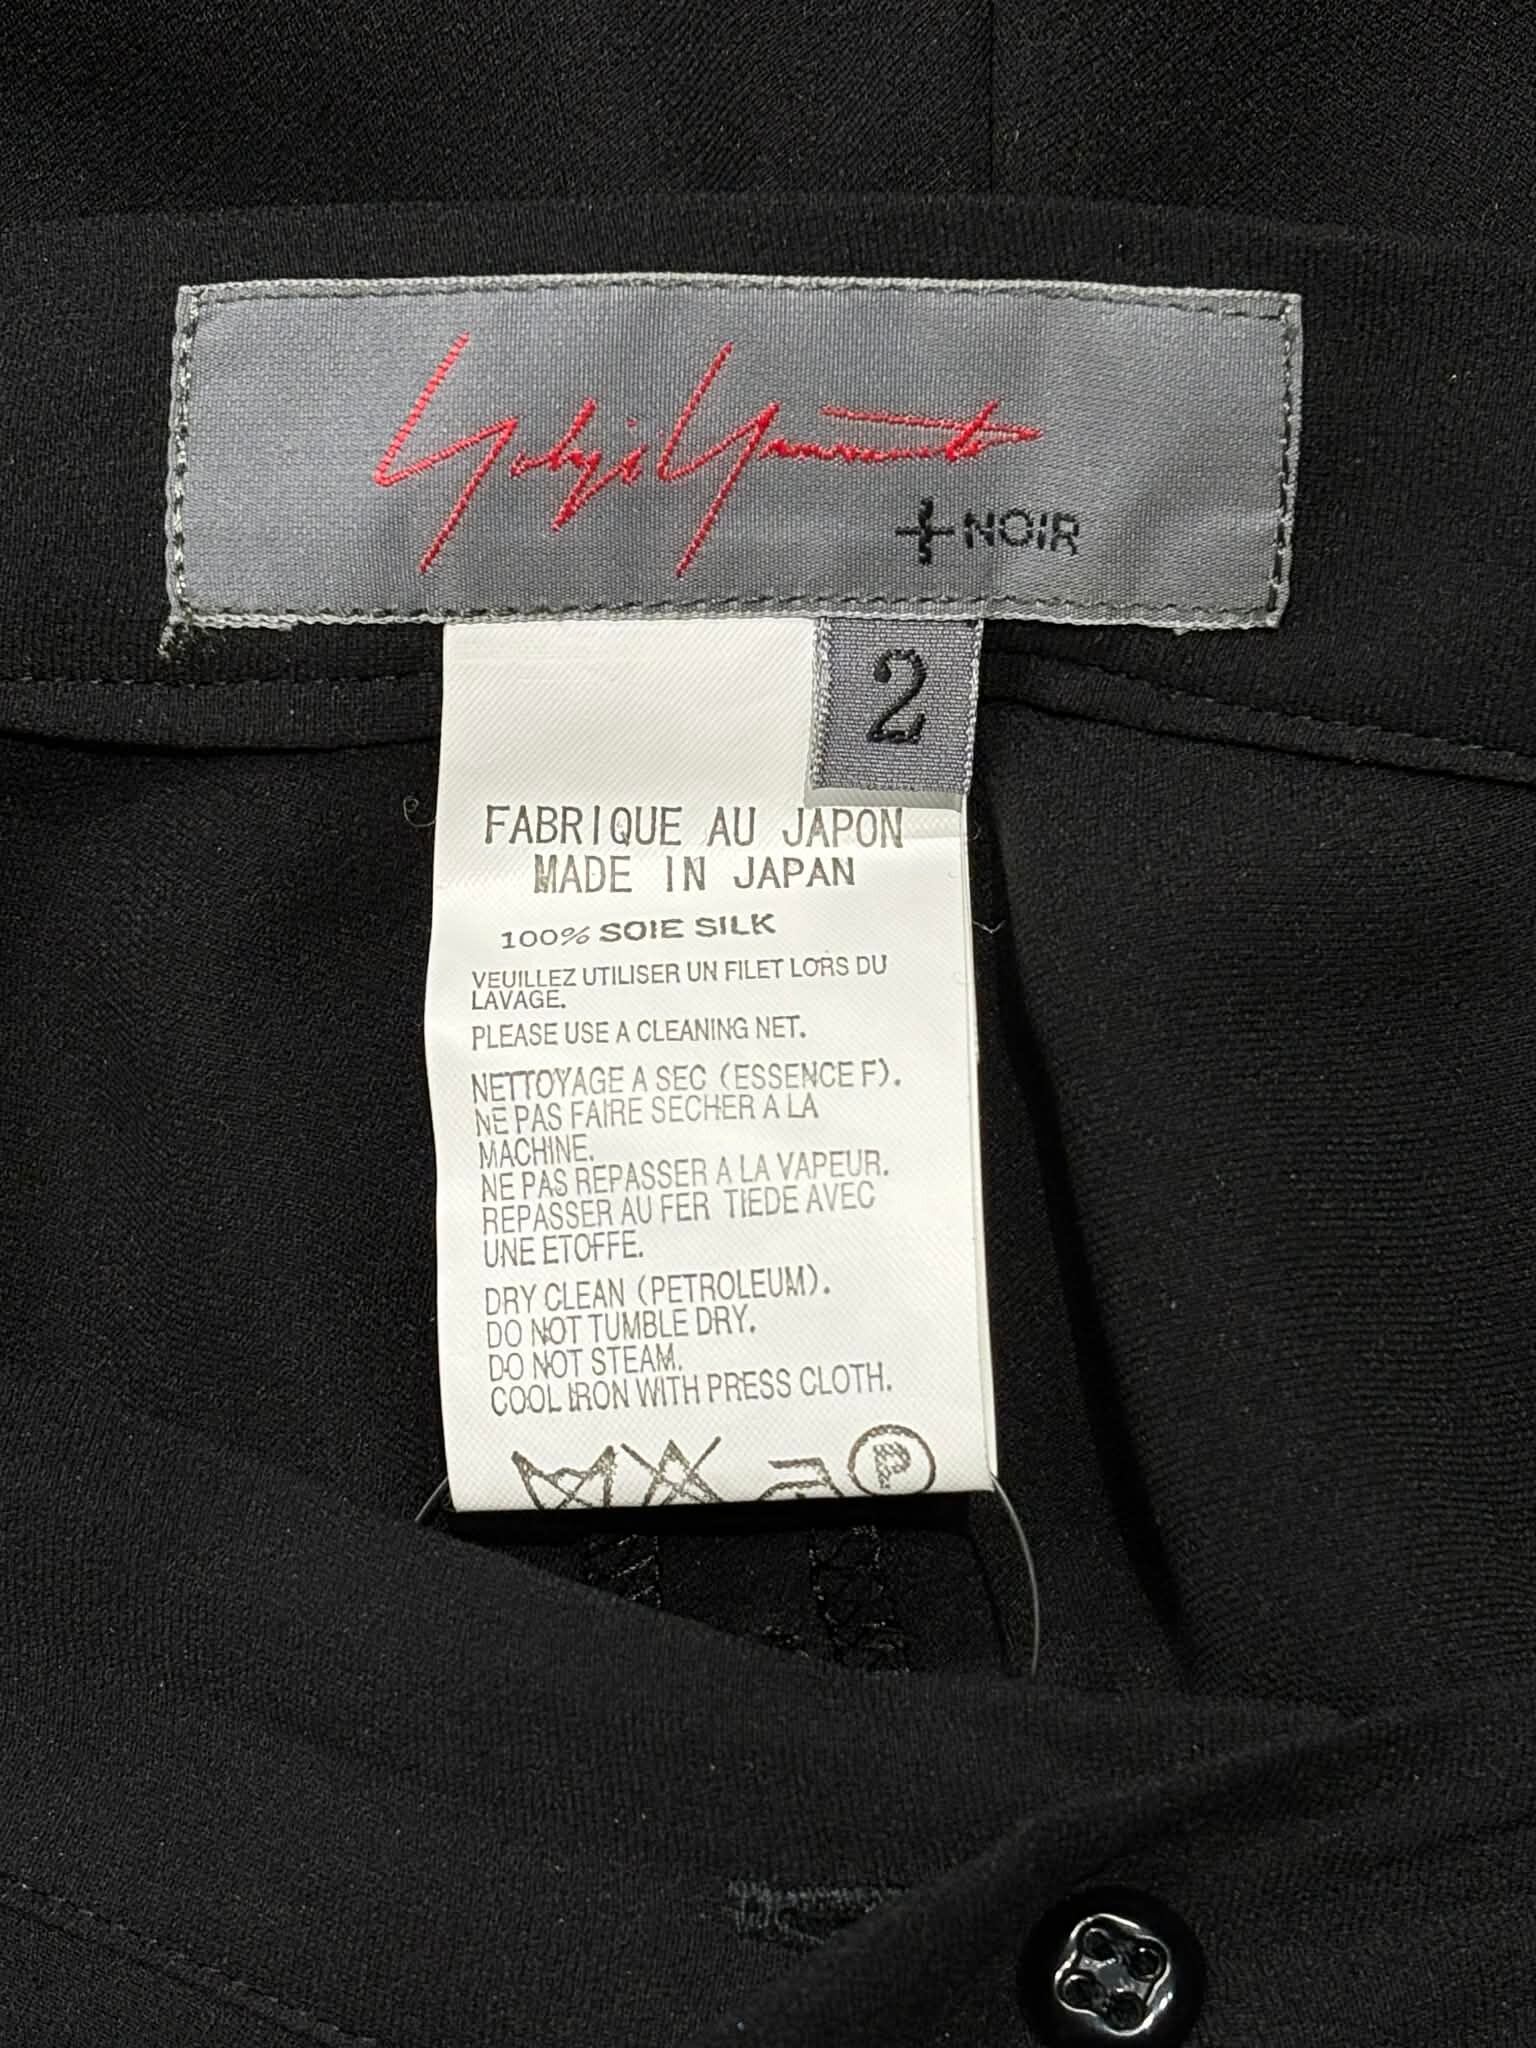 Yohji Yamamoto
+NOIR
2
FABRIQUE AU JAPON
MADE IN JAPAN
100% SOIE SILK
VEUILLEZ UTILISER UN FILET LORS DU
LAVAGE.
PLEASE USE A CLEANING NET.
NETTOYAGE A SEC (ESSENCE F).
NE PAS FAIRE SECHER A LA
MACHINE.
NE PAS REPASSER A LA VAPEUR.
REPASSER AU FER TIEDE AVEC
UNE ETOFFE.
DRY CLEAN (PETROLEUM).
DO NOT TUMBLE DRY.
DO NOT STEAM.
COOL IRON WITH PRESS CLOTH.
P